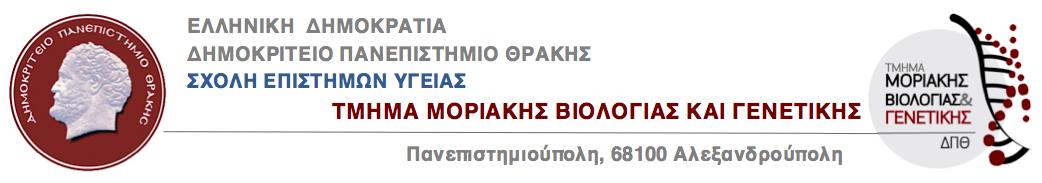 ΔΗΜΟΚΡΙΤΕΙΟ ΠΑΝΕΠΙΣΤΗΜΙΟ ΘΡΑΚΗΣ
ΕΛΛΗΝΙΚΗ ΔΗΜΟΚΡΑΤΙΑ
ΔΗΜΟΚΡΙΤΕΙΟ ΠΑΝΕΠΙΣΤΗΜΙΟ ΘΡΑΚΗΣ
ΣΧΟΛΗ ΕΠΙΣΤΗΜΩΝ ΥΓΕΙΑΣ
ΤΜΗΜΑ ΜΟΡΙΑΚΗΣ ΒΙΟΛΟΓΙΑΣ ΚΑΙ ΓΕΝΕΤΙΚΗΣ
Πανεπιστημιούπολη, 68100 Αλεξανδρούπολη
ΤΜΗΜΑ
ΜΟΡΙΑΚΗΣ
ΒΙΟΛΟΓΙΑΣ&
ΓΕΝΕΤΙΚΗΣ
ΔΠΘ